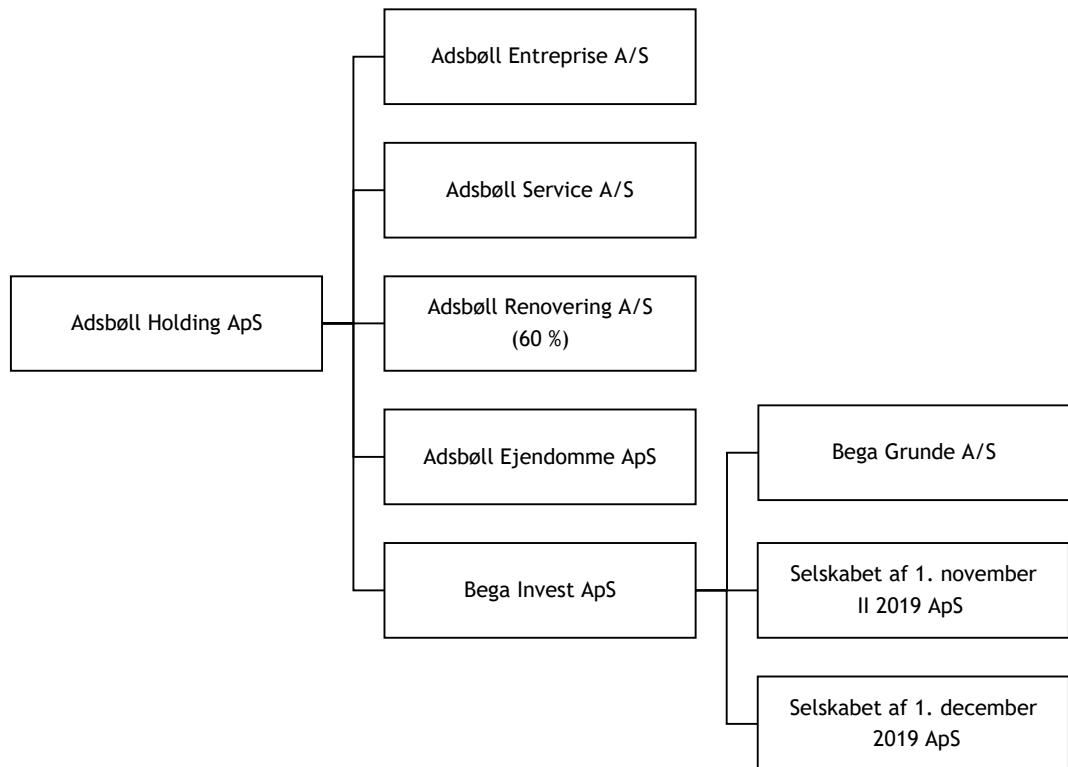 Adsbøll Entreprise A/S
Adsbøll Service A/S
Adsbøll Holding ApS
Adsbøll Renovering A/S
(60 %)
Adsbøll Ejendomme ApS
Bega Invest ApS
Bega Grunde A/S
Selskabet af 1. november
II 2019 ApS
Selskabet af 1. december
2019 ApS